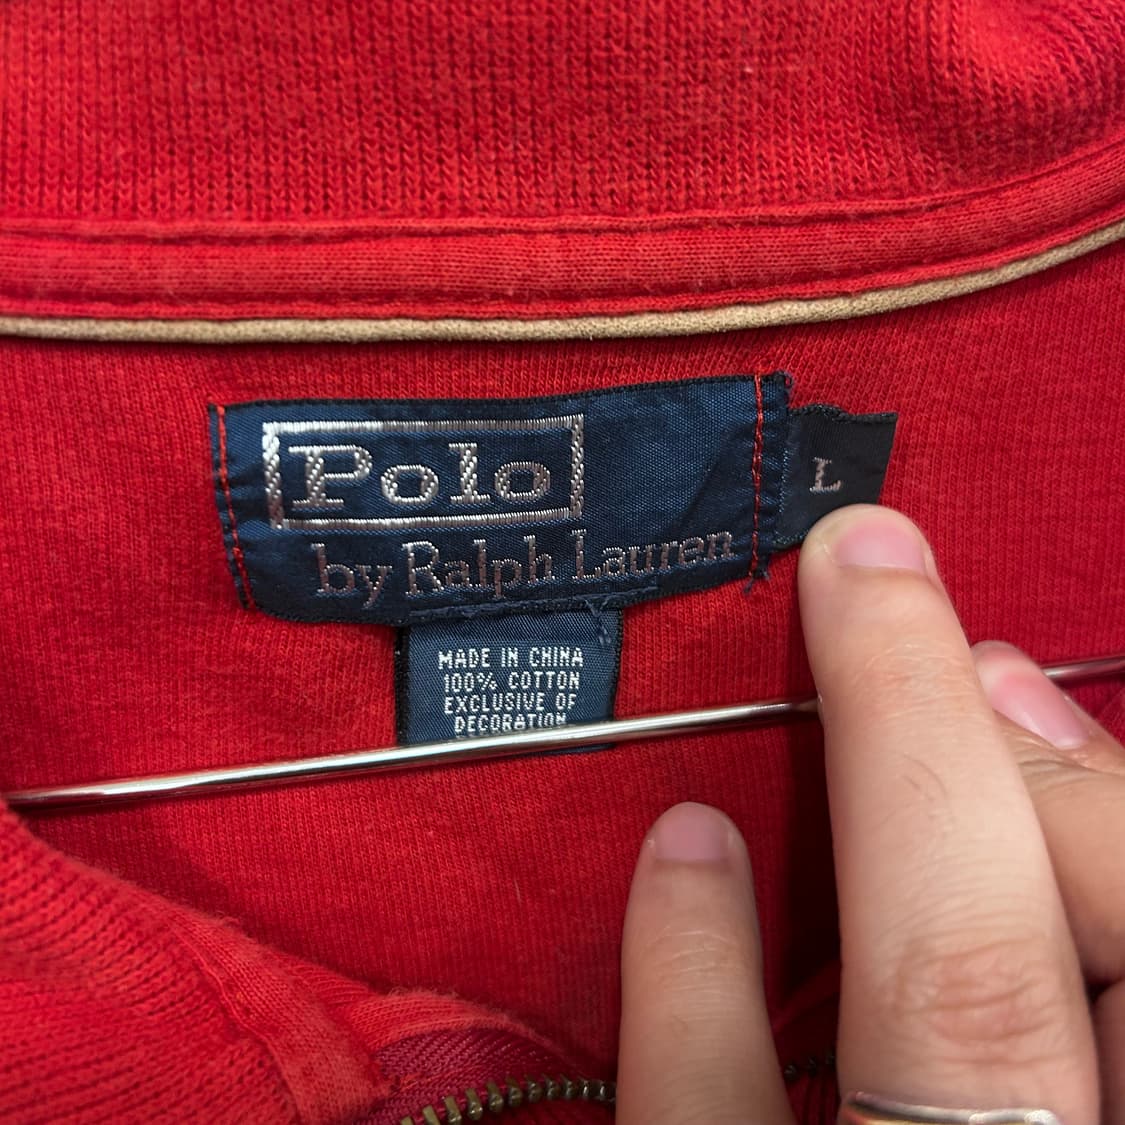 Polo
by Ralph Lauren
L
MADE IN CHINA
100% COTTON
EXCLUSIVE OF
DECORATION